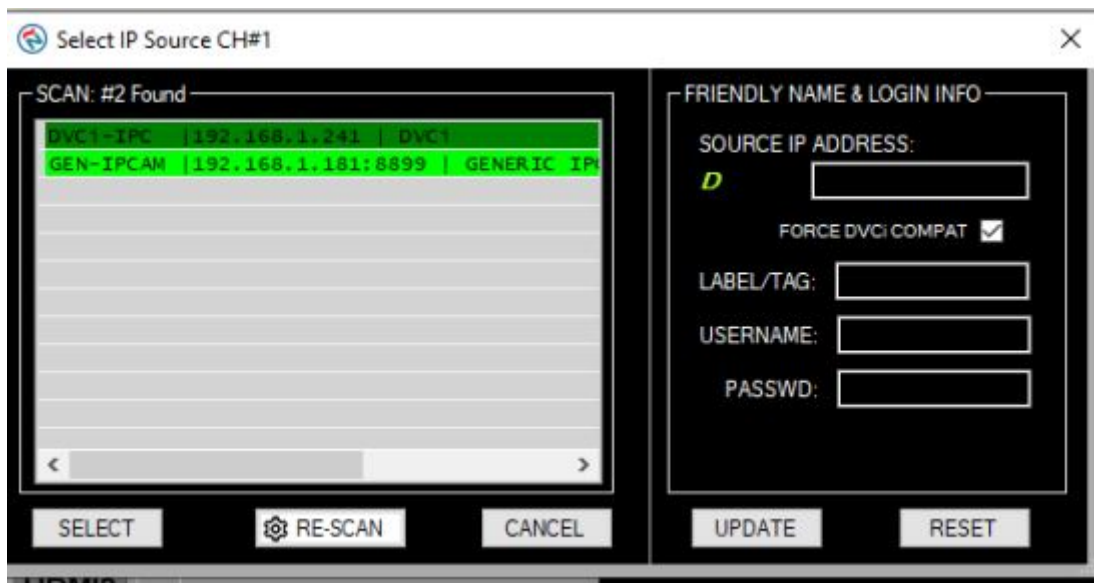 Select IP Source CH#1
SCAN: #2 Found
DVC1-IPC |192.168.1.241 | DVC1
GEN-IPCAM |192.168.1.181:8899 | GENERIC
SELECT
RE-SCAN
CANCEL
FRIENDLY NAME & LOGIN INFO
SOURCE IP ADDRESS:
D
FORCE DVCi COMPAT
LABEL/TAG:
USERNAME:
PASSWD:
UPDATE
RESET